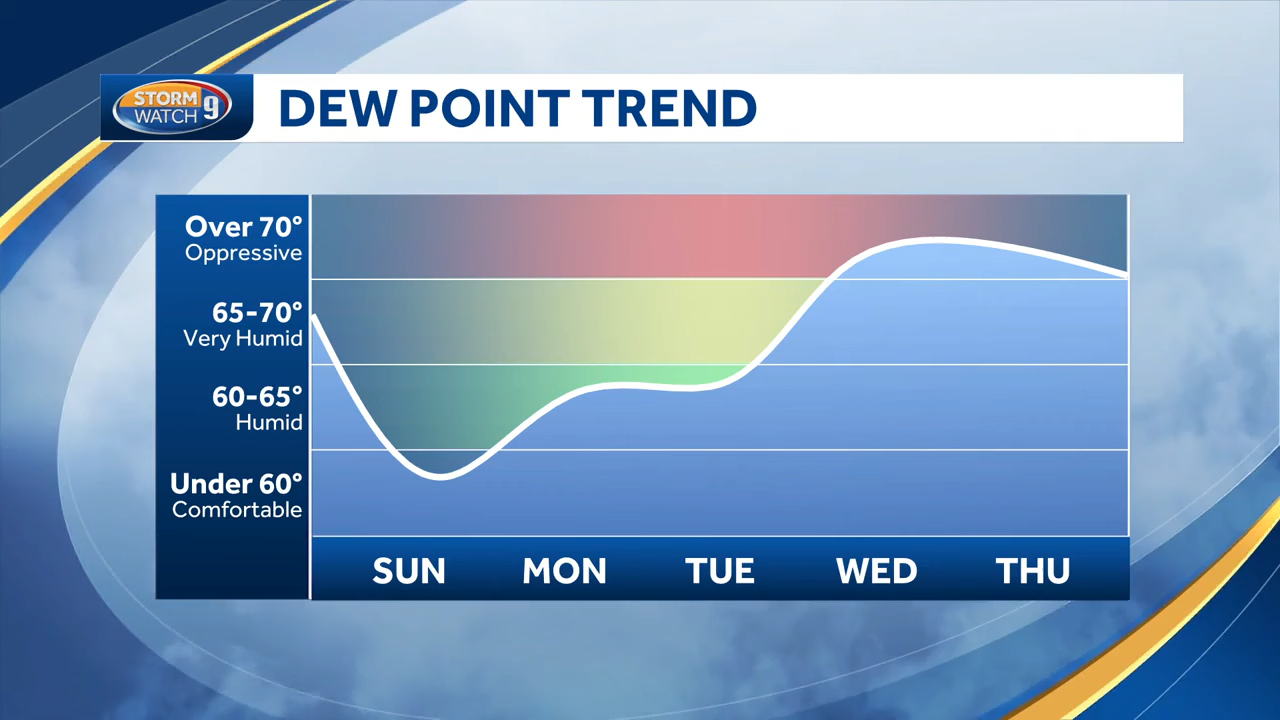 STORM
WATCH 9
DEW POINT TREND
Over 70°
Oppressive
65-70°
Very Humid
60-65°
Humid
Under 60°
Comfortable
SUN MON TUE WED THU